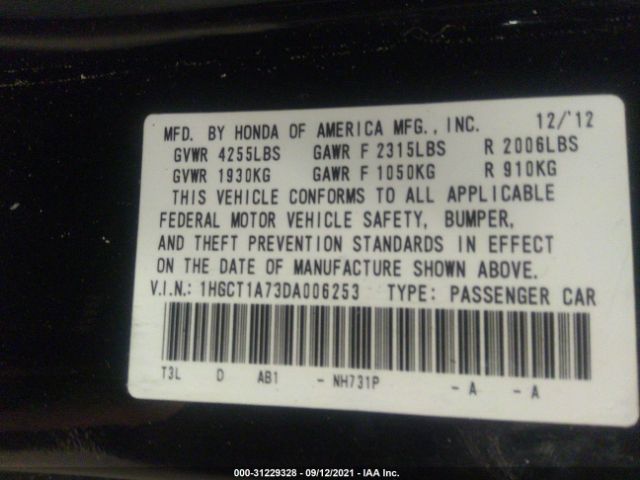 MFD. BY HONDA OF AMERICA MFG., INC. 12/'12
GVWR 4255LBS GAWR F 2315LBS R 2006LBS
GVWR 1930KG GAWR F 1050KG R 910KG
THIS VEHICLE CONFORMS TO ALL APPLICABLE
FEDERAL MOTOR VEHICLE SAFETY, BUMPER,
AND THEFT PREVENTION STANDARDS IN EFFECT
ON THE DATE OF MANUFACTURE SHOWN ABOVE.
V.I.N.: 1HGCT1A73DA006253 TYPE: PASSENGER CAR
T3L D AB1 - NH731P - A - A
000-31229328 - 09/12/2021 - IAA Inc.